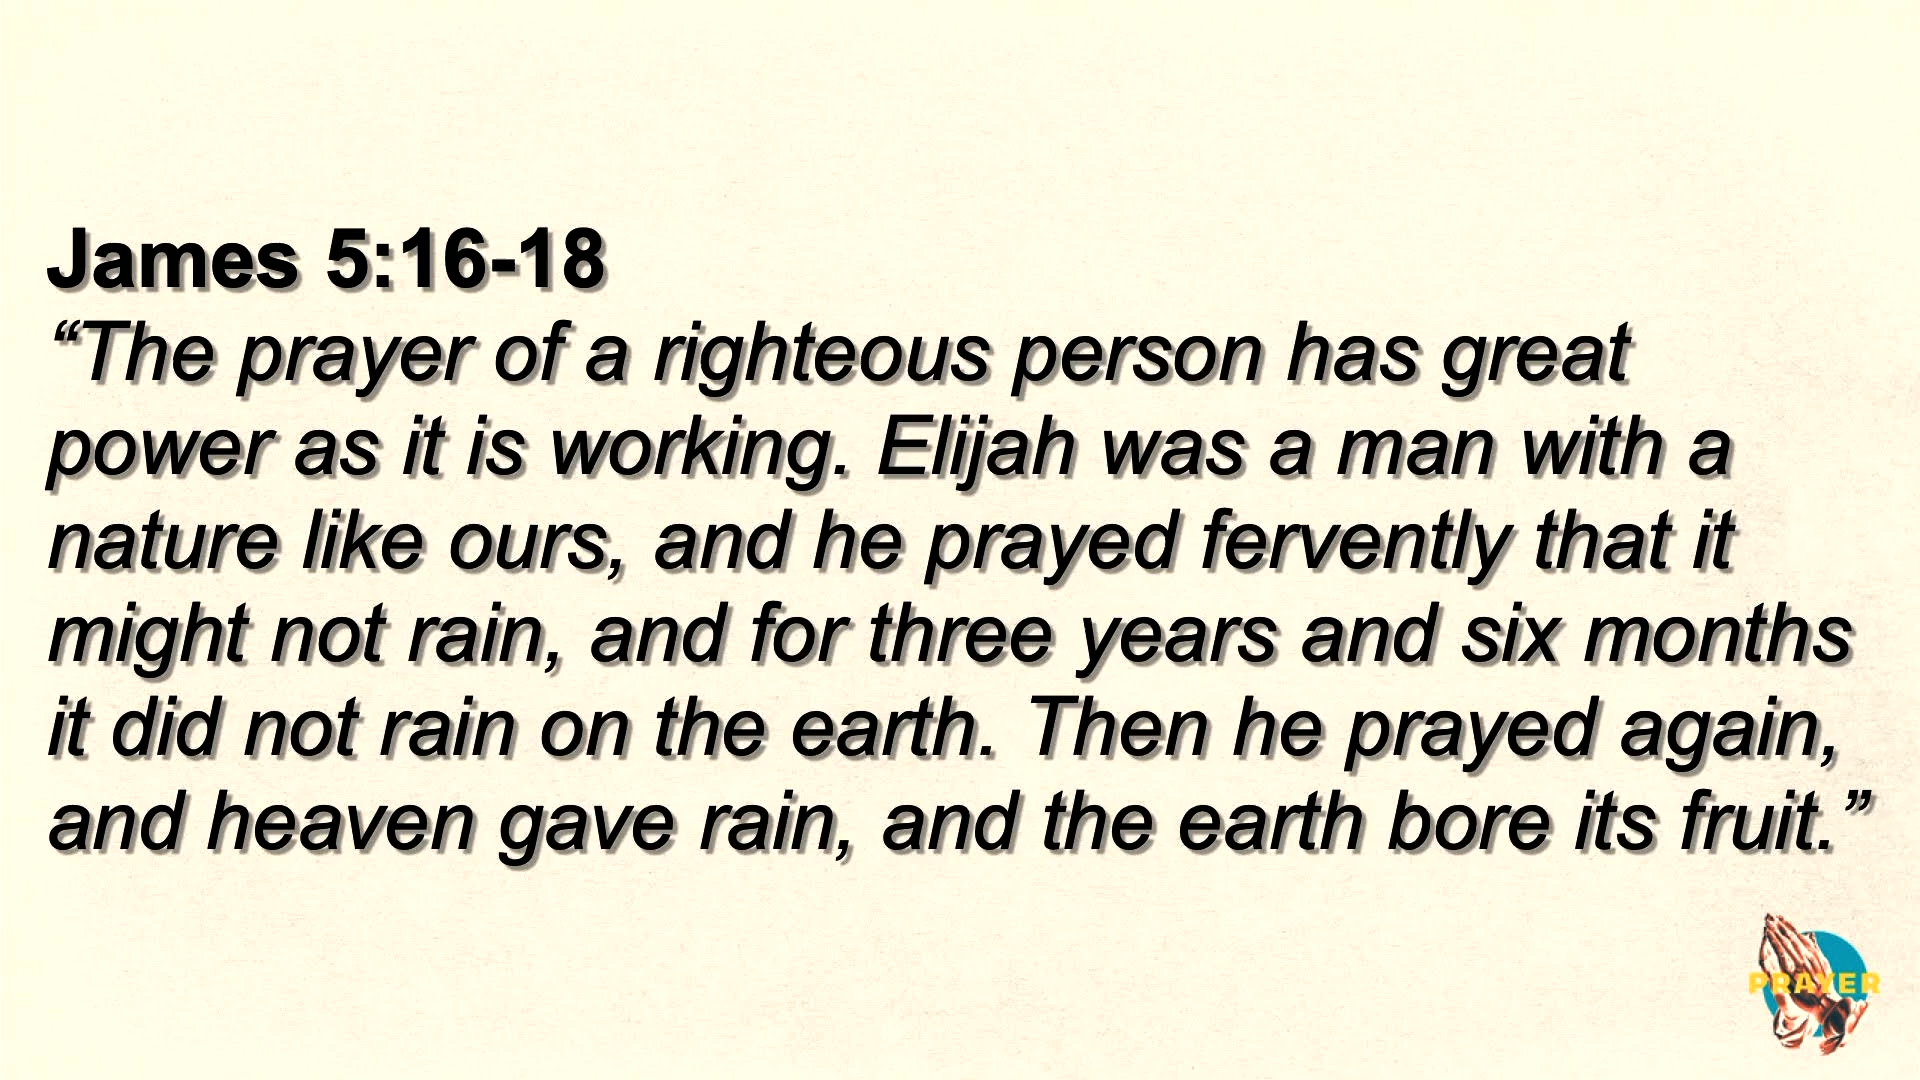 James 5:16-18
“The prayer of a righteous person has great
power as it is working. Elijah was a man with a
nature like ours, and he prayed fervently that it
might not rain, and for three years and six months
it did not rain on the earth. Then he prayed again,
and heaven gave rain, and the earth bore its fruit.”
PRAYER